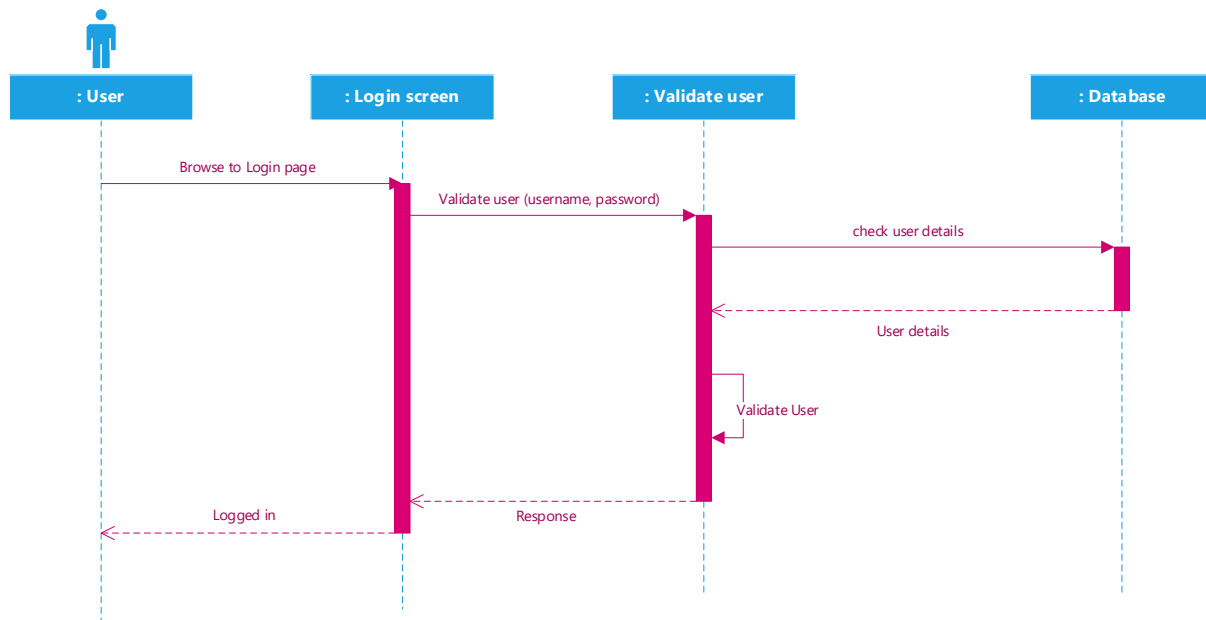 : User
: Login screen
: Validate user
: Database
Browse to Login page
Validate user (username, password)
check user details
User details
Validate User
Response
Logged in